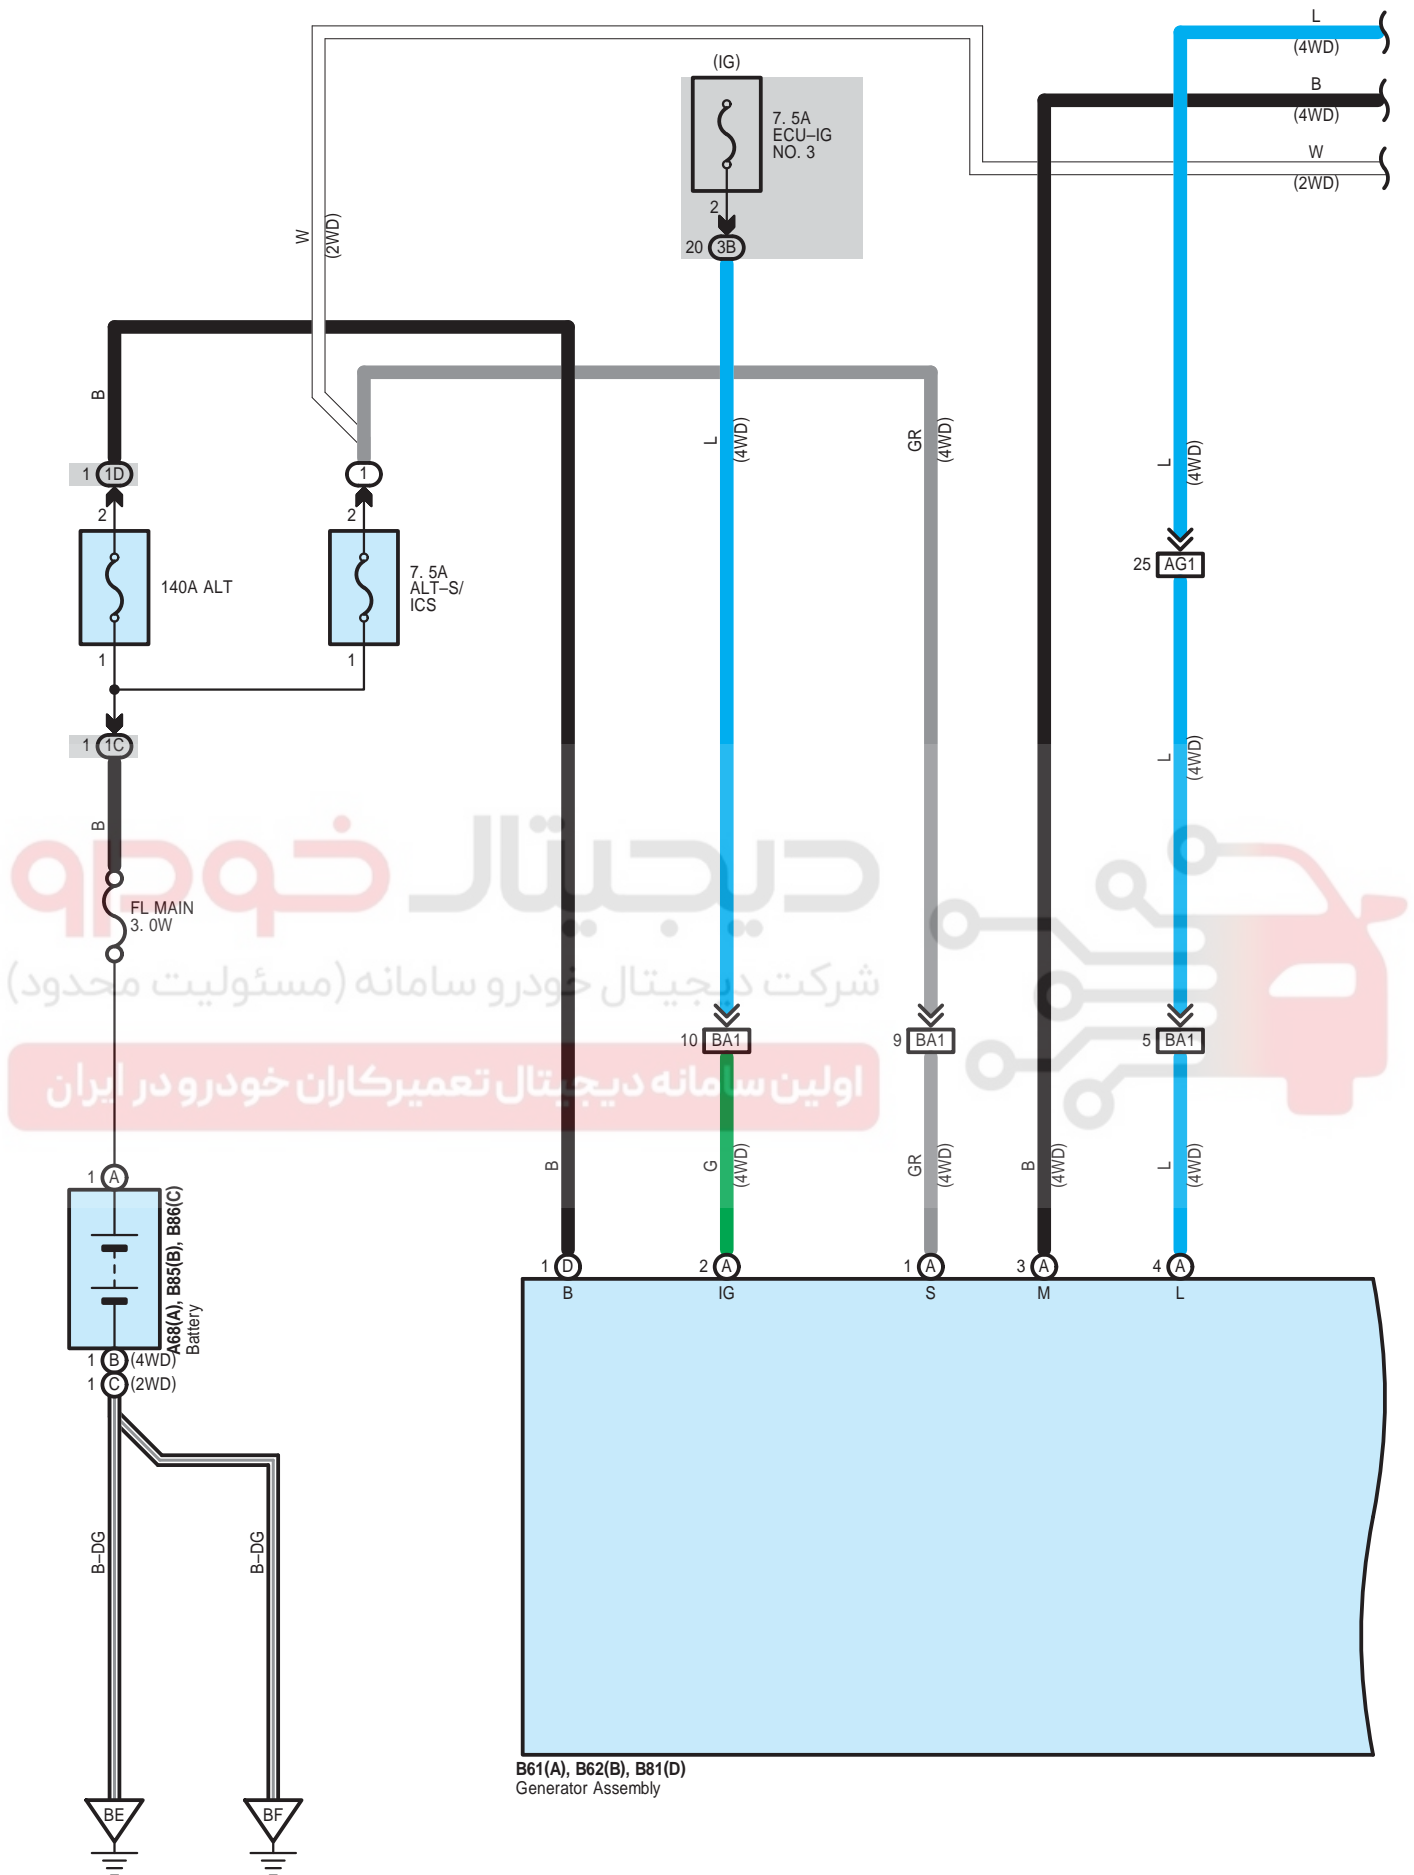 L
(4WD)
B
(4WD)
W
(2WD)
(IG)
7. 5A
ECU–IG
NO. 3
2
20 3B
W
(2WD)
B
L
(4WD)
GR
(4WD)
L
(4WD)
1 1D
1
2
2
140A ALT
7. 5A
ALT–S/
ICS
25 AG1
1
1
1 1C
L
(4WD)
B
دیجیتال خودرو
FL MAIN
3. 0W
شرکت دیجیتال خودرو سامانه (مسئولیت محدود)
10 BA1
9 BA1
5 BA1
اولین سامانه دیجیتال تعمیرکاران خودرو در ایران
B
G
(4WD)
GR
(4WD)
B
(4WD)
L
(4WD)
1 A
A68(A), B85(B), B86(C)
Battery
1 D
2 A
1 A
3 A
4 A
B
IG
S
M
L
1 B (4WD)
1 C (2WD)
B–DG
B–DG
B61(A), B62(B), B81(D)
Generator Assembly
BE
BF